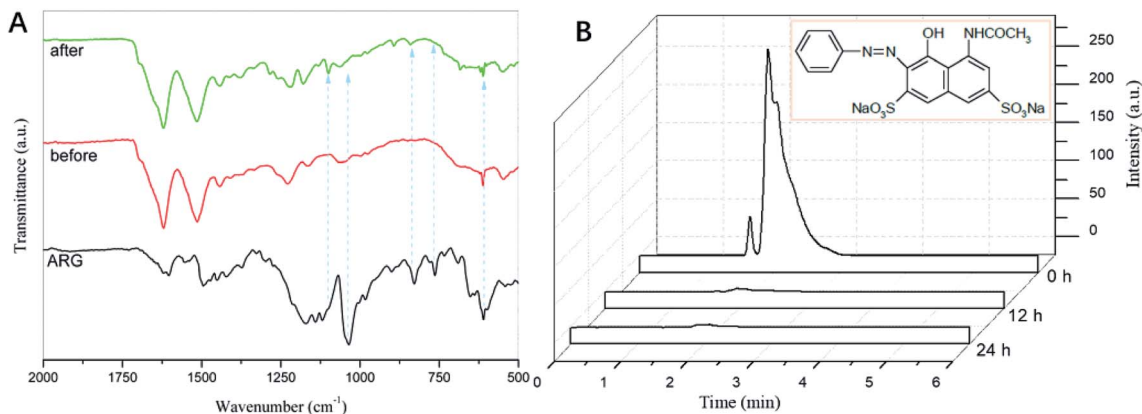 A
after
before
ARG
Transmittance (a.u.)
2000 1750 1500 1250 1000 750 500
Wavenumber (cm⁻¹)
B
OH NHCOCH₃
N=N
NaO₃S SO₃Na
250
200
150
100
50
0
Intensity (a.u.)
0 h
12 h
24 h
0 1 2 3 4 5 6
Time (min)